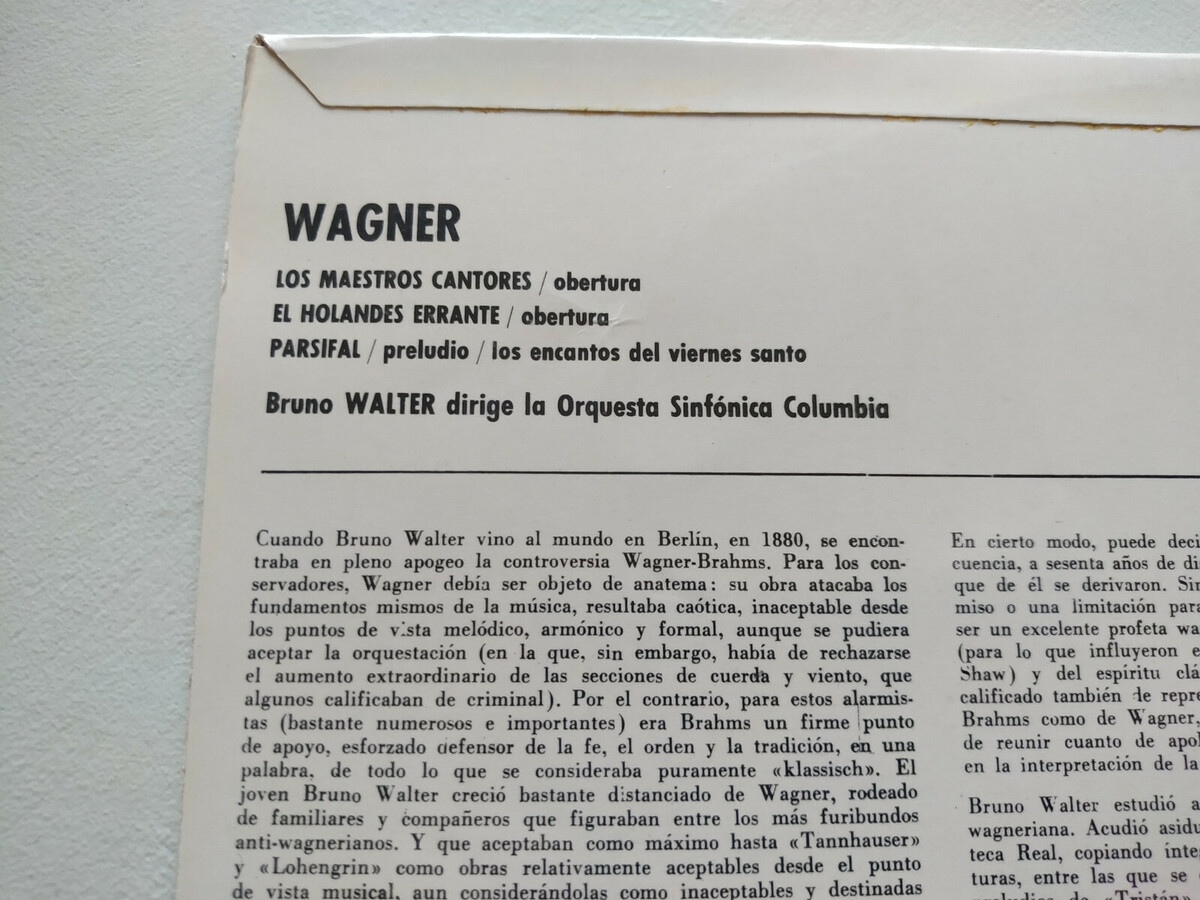 WAGNER
LOS MAESTROS CANTORES / obertura
EL HOLANDES ERRANTE / obertura
PARSIFAL / preludio / los encantos del viernes santo
Bruno WALTER dirige la Orquesta Sinfónica Columbia
Cuando Bruno Walter vino al mundo en Berlín, en 1880, se encon-
traba en pleno apogeo la controversia Wagner-Brahms. Para los con-
servadores, Wagner debía ser objeto de anatema: su obra atacaba los
fundamentos mismos de la música, resultaba caótica, inaceptable desde
los puntos de vista melódico, armónico y formal, aunque se pudiera
aceptar la orquestación (en la que, sin embargo, había de rechazarse
el aumento extraordinario de las secciones de cuerda y viento, que
algunos calificaban de criminal). Por el contrario, para estos alarmis-
tas (bastante numerosos e importantes) era Brahms un firme punto
de apoyo, esforzado defensor de la fe, el orden y la tradición, en una
palabra, de todo lo que se consideraba puramente «klassisch». El
joven Bruno Walter creció bastante distanciado de Wagner, rodeado
de familiares y compañeros que figuraban entre los más furibundos
anti-wagnerianos. Y que aceptaban como máximo hasta «Tannhauser»
y «Lohengrin» como obras relativamente aceptables desde el punto
de vista musical, aun considerándolas como inaceptables y destinadas
En cierto modo, puede deci
cuencia, a sesenta años de di
que de él se derivaron. Sin
miso o una limitación para
ser un excelente profeta wa
(para lo que influyeron e
Shaw) y del espíritu clá
calificado también de repre
Brahms como de Wagner,
de reunir cuanto de apol
en la interpretación de la
Bruno Walter estudió a
wagneriana. Acudió asidu
teca Real, copiando ínte
turas, entre las que se
preludios de «Tristán»